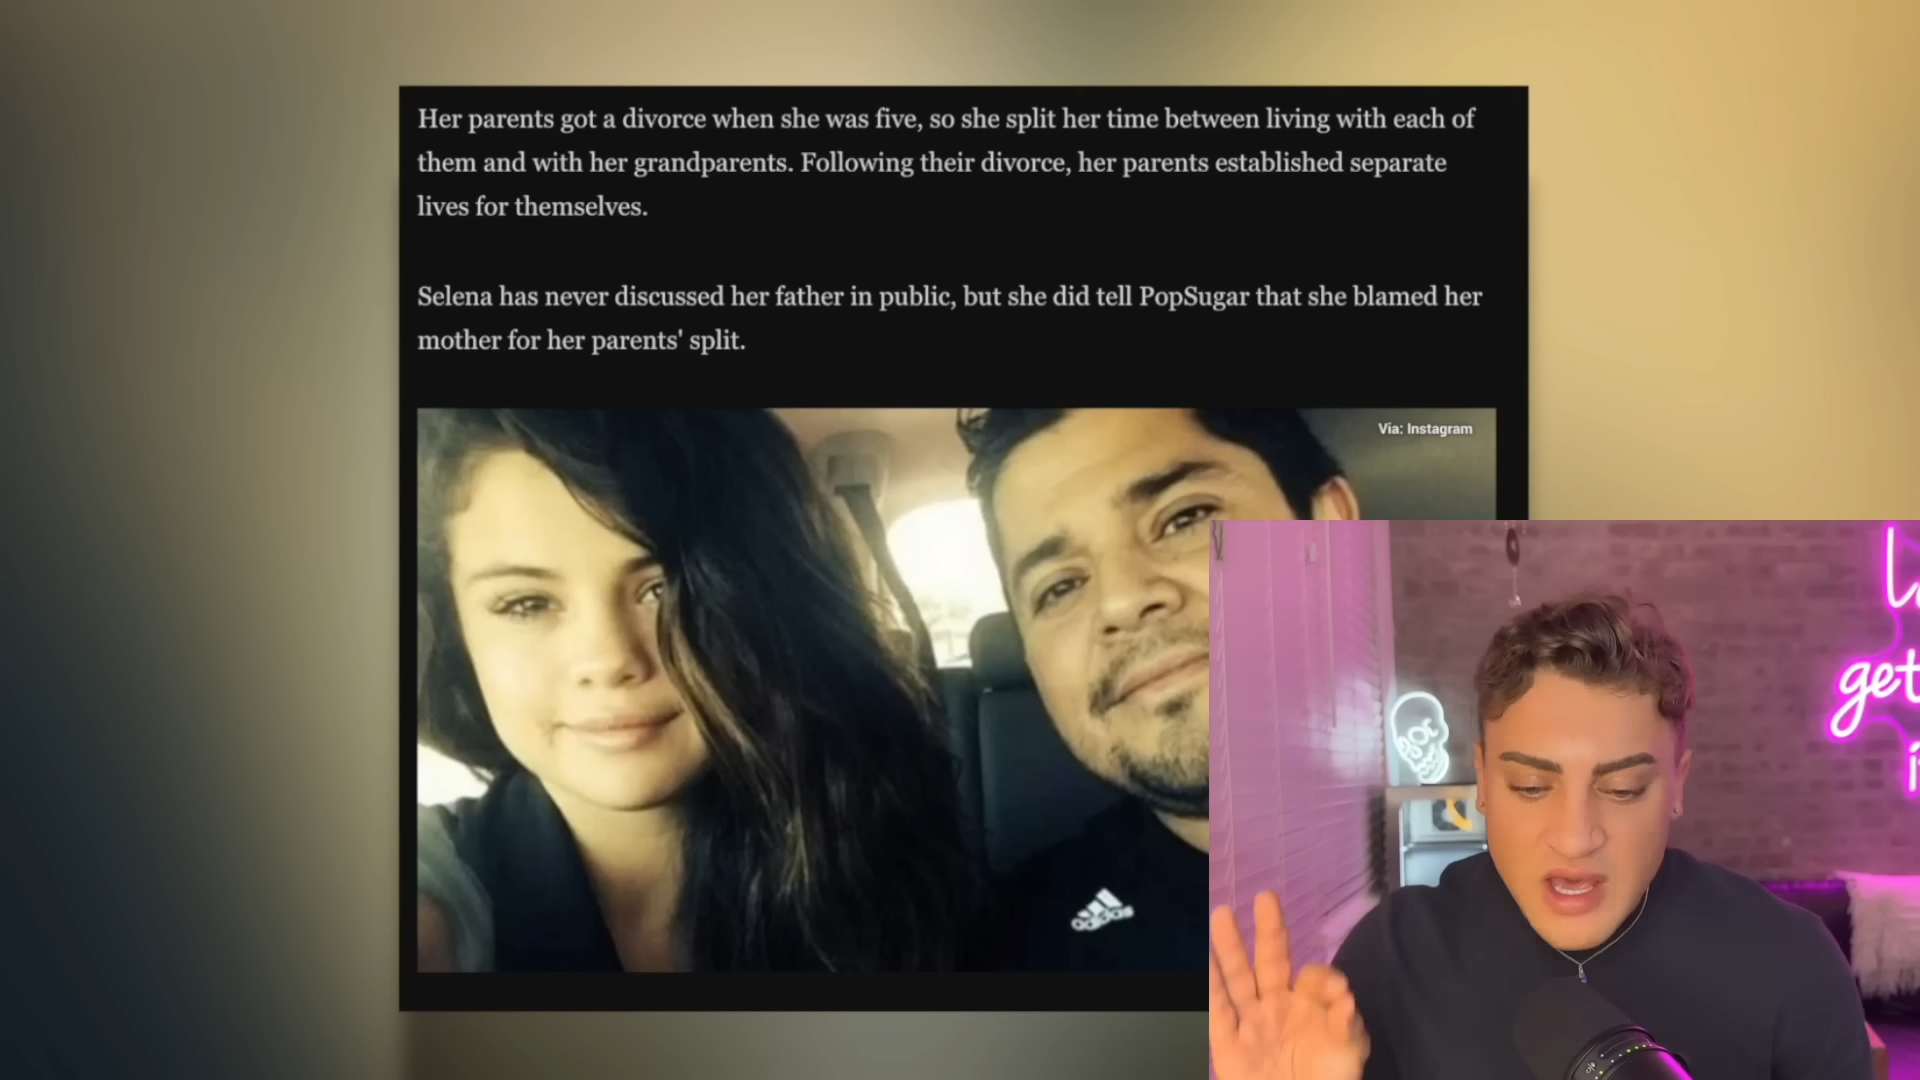 Her parents got a divorce when she was five, so she split her time between living with each of
them and with her grandparents. Following their divorce, her parents established separate
lives for themselves.
Selena has never discussed her father in public, but she did tell PopSugar that she blamed her
mother for her parents' split.
Via: Instagram
adidas
get